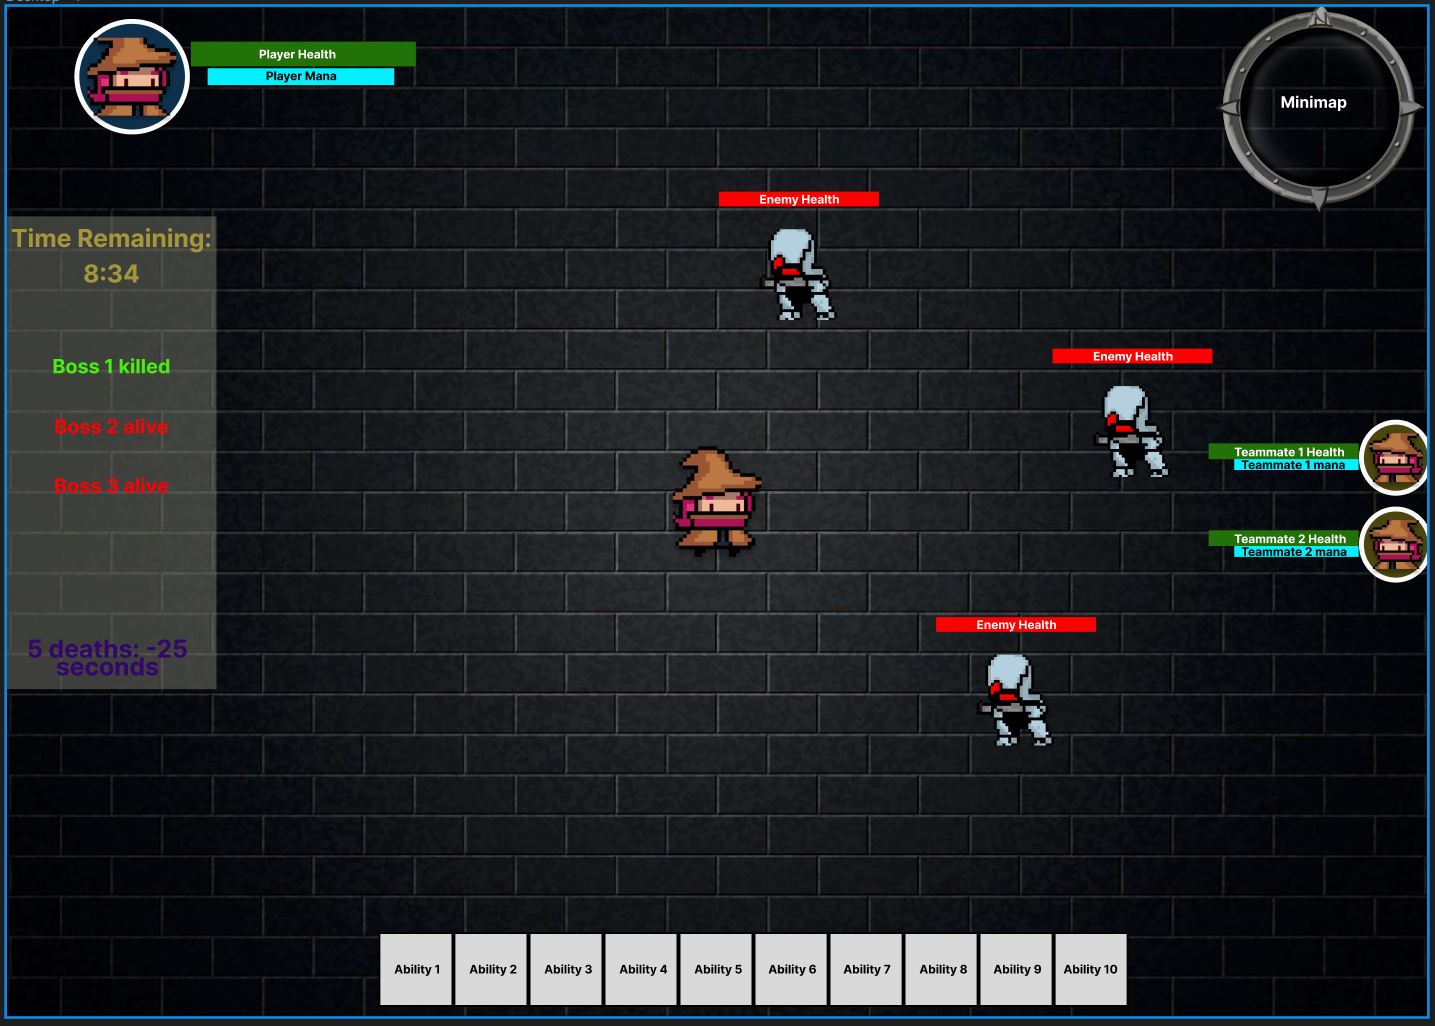 Player Health
Player Mana
Minimap
Enemy Health
Time Remaining:
8:34
Enemy Health
Boss 1 killed
Boss 2 alive
Teammate 1 Health
Teammate 1 mana
Boss 3 alive
Teammate 2 Health
Teammate 2 mana
Enemy Health
5 deaths: -25
seconds
Ability 1
Ability 2
Ability 3
Ability 4
Ability 5
Ability 6
Ability 7
Ability 8
Ability 9
Ability 10